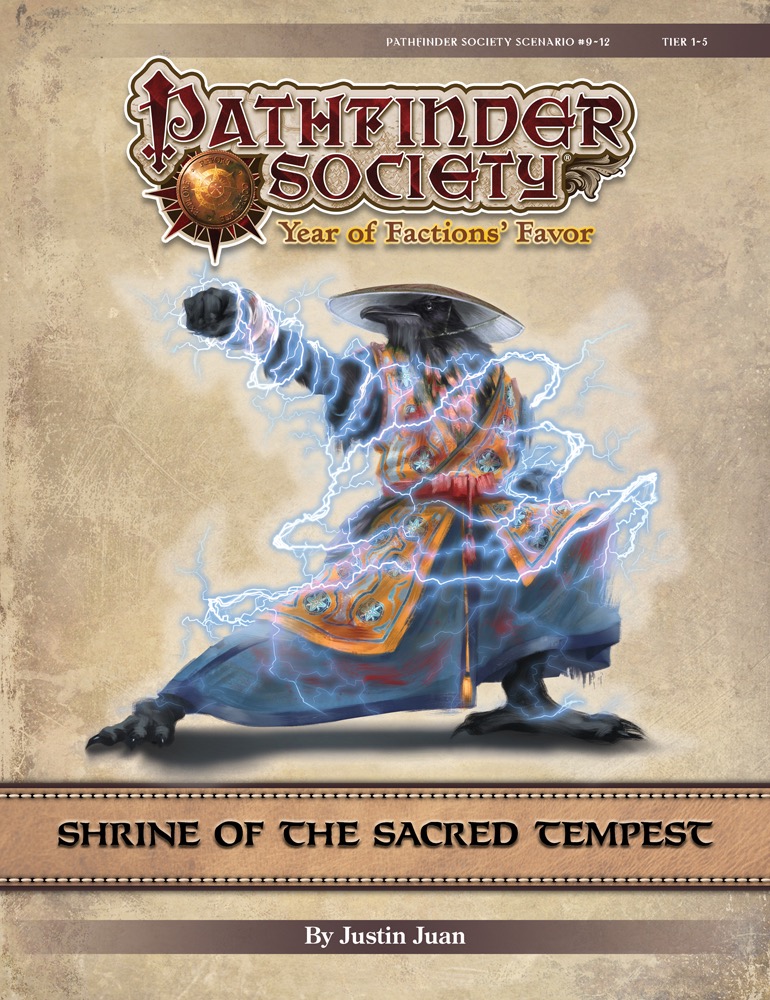 PATHFINDER SOCIETY SCENARIO #9-12 TIER 1-5
PATHFINDER
SOCIETY®
Year of Factions' Favor
SHRINE OF THE SACRED TEMPEST
By Justin Juan